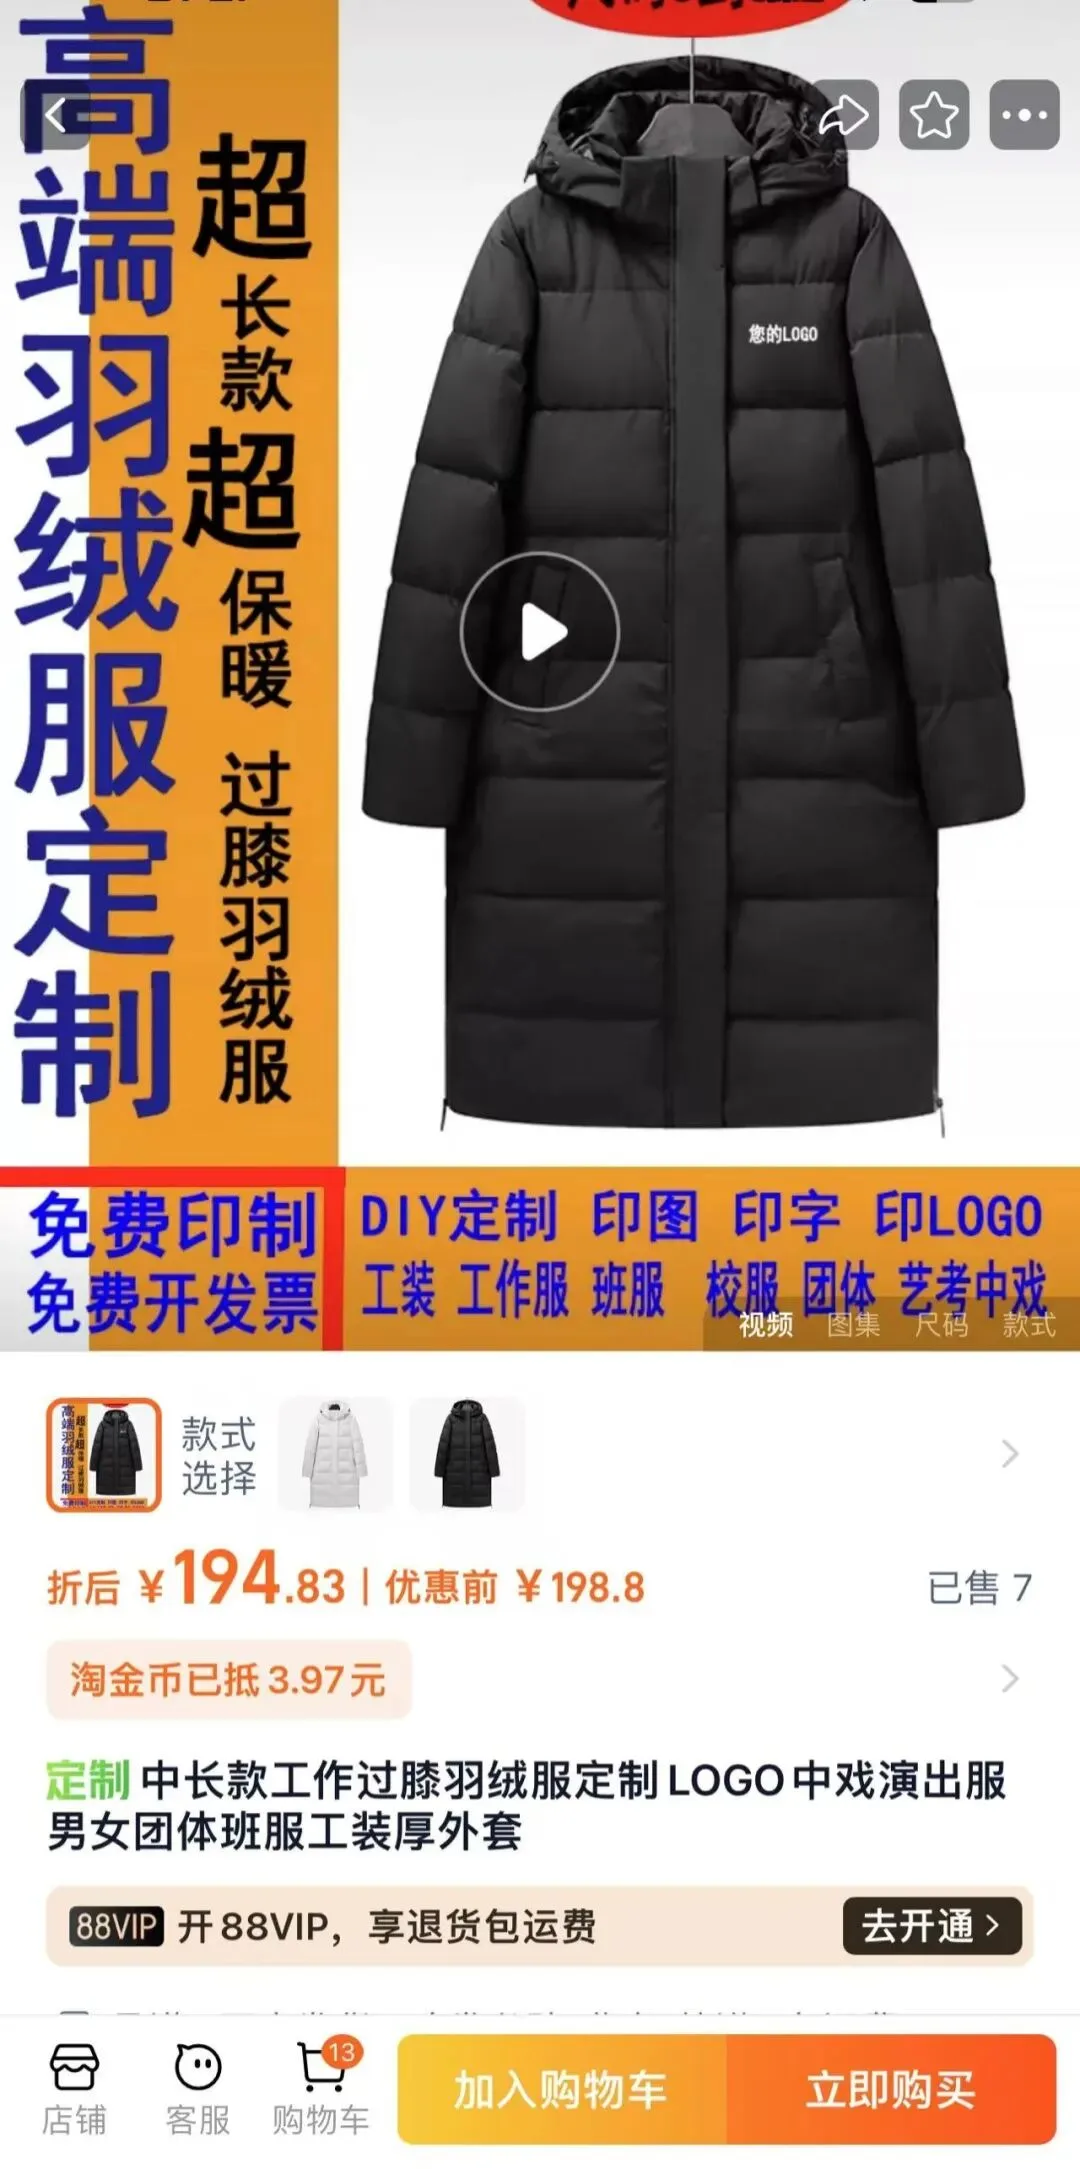 高端羽绒服定制
超长款超保暖 过膝羽绒服
您的LOGO
免费印制
免费开发票
DIY定制 印图 印字 印LOGO
工装 工作服 班服 校服 团体 艺考中戏
视频 图集 尺码 款式
款式
选择
折后 ¥194.83 | 优惠前 ¥198.8
已售 7
淘金币已抵3.97元
定制 中长款工作过膝羽绒服定制LOGO中戏演出服
男女团体班服工装厚外套
88VIP 开88VIP，享退货包运费
去开通
店铺
客服
13
购物车
加入购物车
立即购买